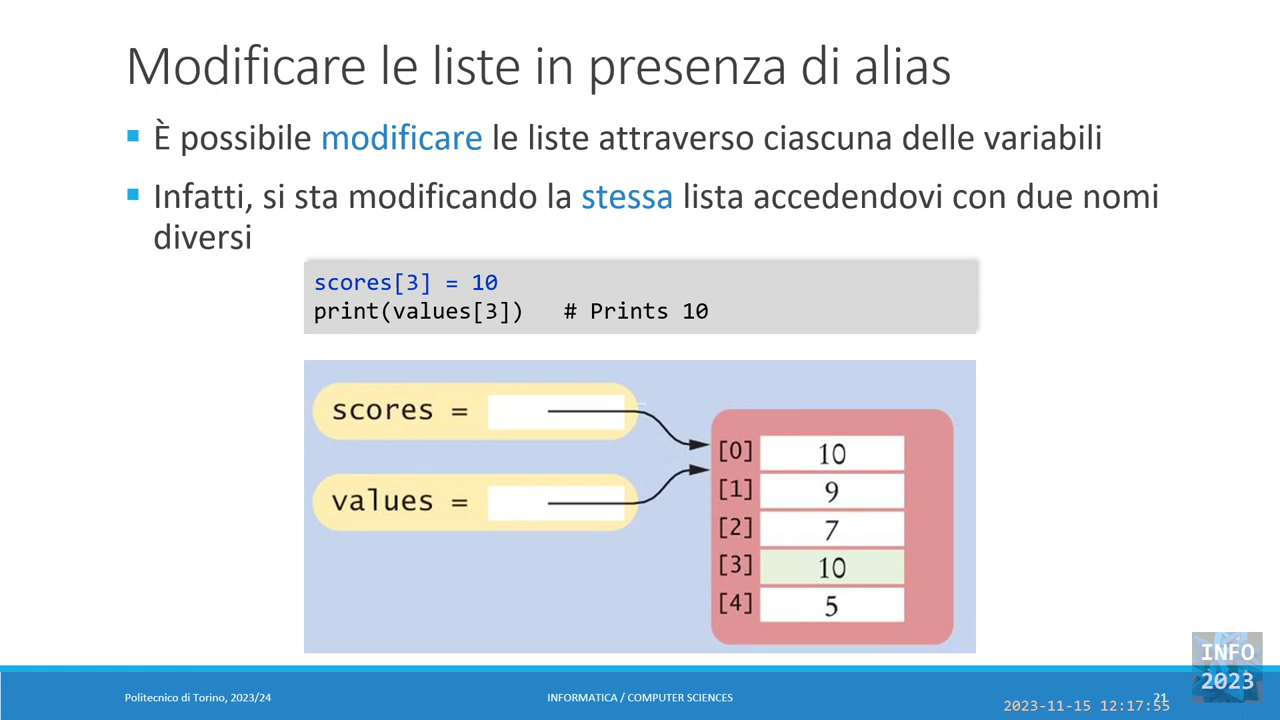 Modificare le liste in presenza di alias
È possibile modificare le liste attraverso ciascuna delle variabili
Infatti, si sta modificando la stessa lista accedendovi con due nomi
diversi
scores[3] = 10
print(values[3])   # Prints 10
scores =
values =
[0] 10
[1] 9
[2] 7
[3] 10
[4] 5
Politecnico di Torino, 2023/24
INFORMATICA / COMPUTER SCIENCES
21
INFO
2023
2023-11-15 12:17:55